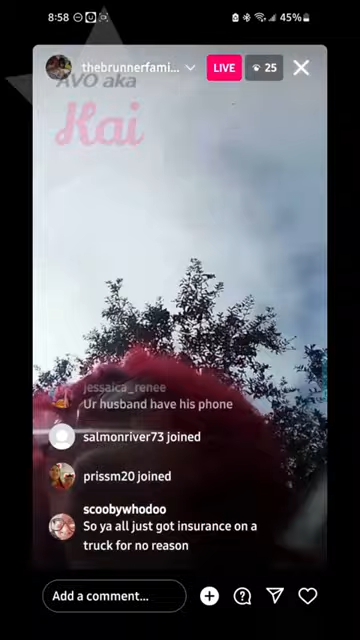 8:58
45%
thebrunnerfami...
LIVE
25
AVO aka
Kai
jessaica_renee
Ur husband have his phone
salmonriver73 joined
prissm20 joined
scoobywhodoo
So ya all just got insurance on a
truck for no reason
Add a comment...